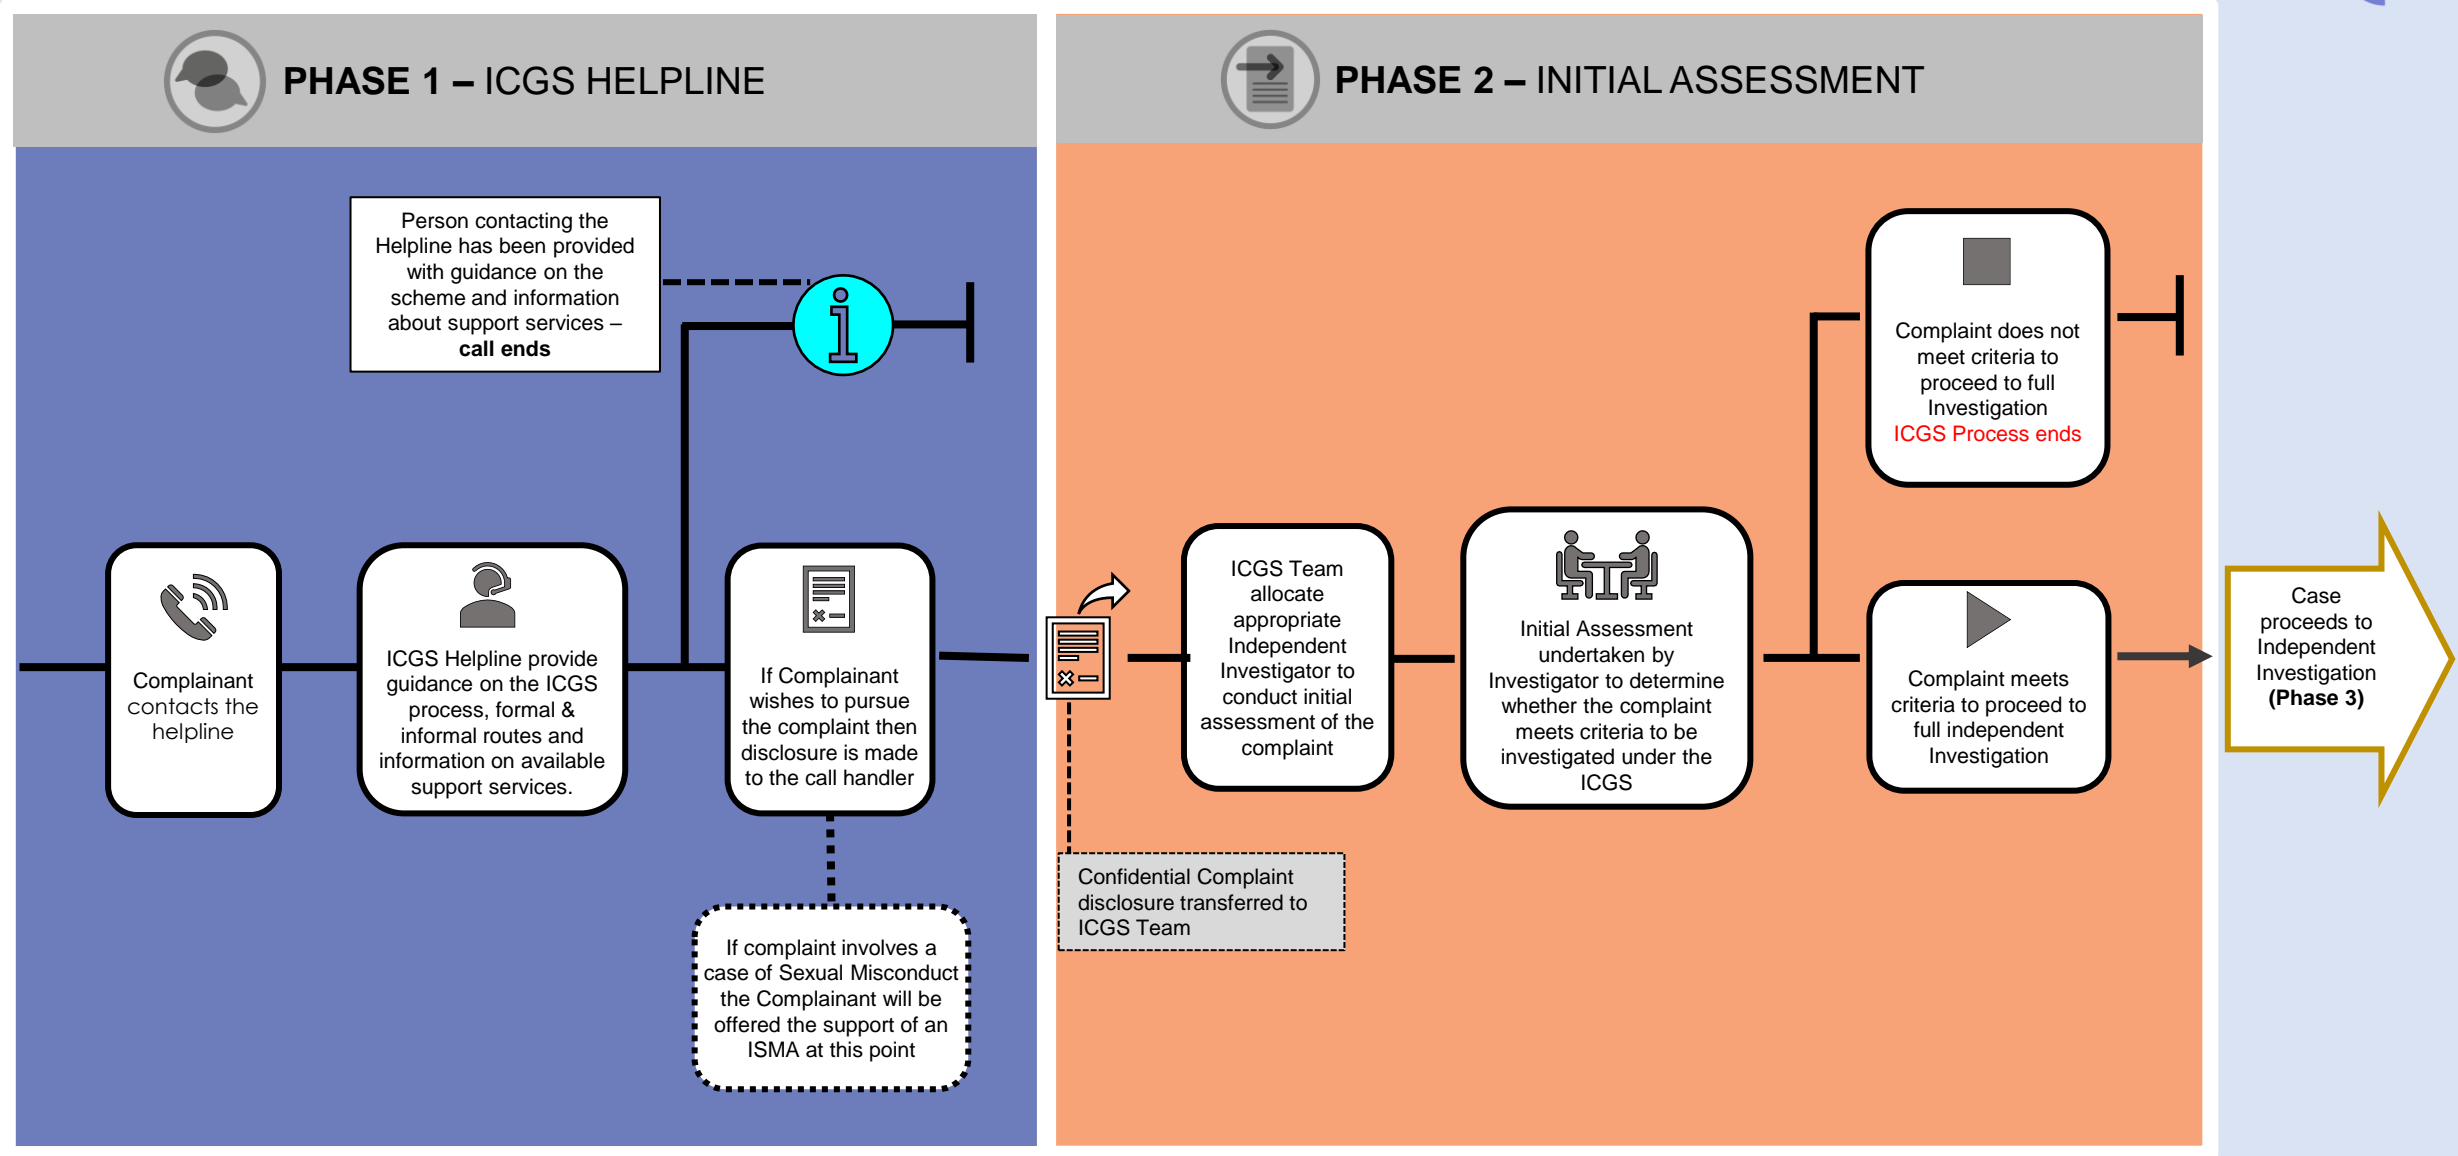 PHASE 1 – ICGS HELPLINE
Person contacting the
Helpline has been provided
with guidance on the
scheme and information
about support services –
call ends
Complainant
contacts the
helpline
ICGS Helpline provide
guidance on the ICGS
process, formal &
informal routes and
information on available
support services.
If Complainant
wishes to pursue
the complaint then
disclosure is made
to the call handler
If complaint involves a
case of Sexual Misconduct
the Complainant will be
offered the support of an
ISMA at this point
PHASE 2 – INITIAL ASSESSMENT
Confidential Complaint
disclosure transferred to
ICGS Team
ICGS Team
allocate
appropriate
Independent
Investigator to
conduct initial
assessment of the
complaint
Initial Assessment
undertaken by
Investigator to determine
whether the complaint
meets criteria to be
investigated under the
ICGS
Complaint does not
meet criteria to
proceed to full
Investigation
ICGS Process ends
Complaint meets
criteria to proceed to
full independent
Investigation
Case
proceeds to
Independent
Investigation
(Phase 3)